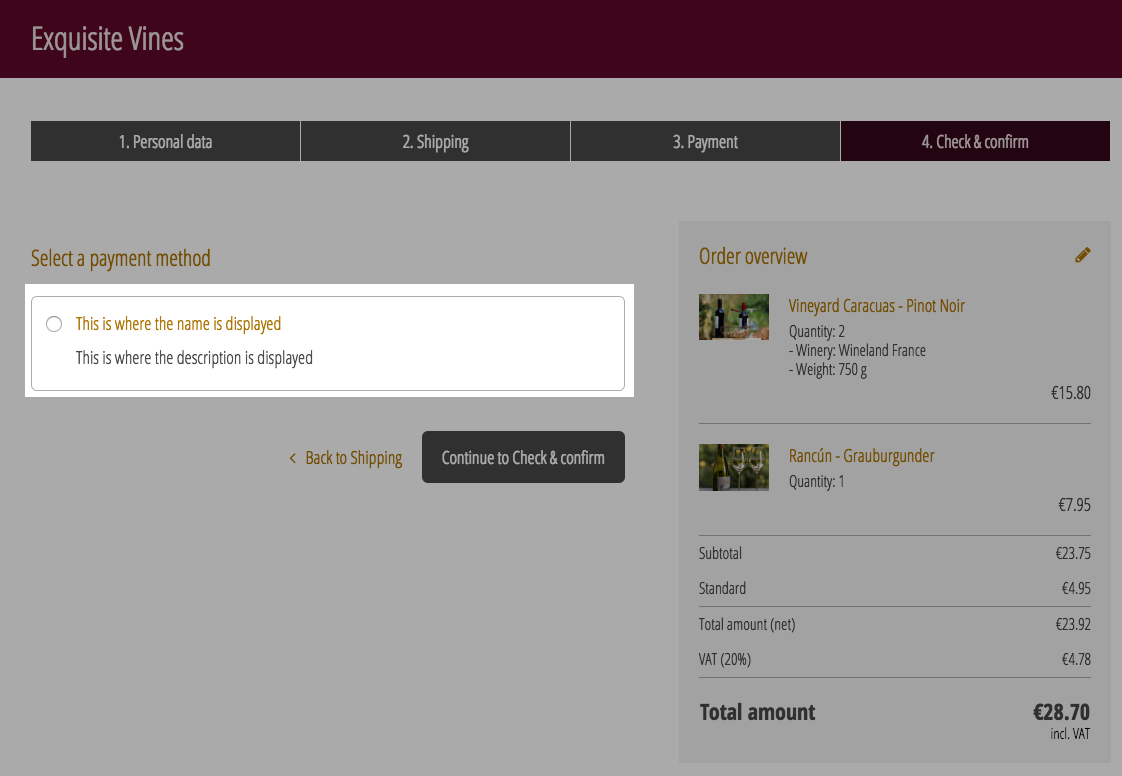 Exquisite Vines
1. Personal data
2. Shipping
3. Payment
4. Check & confirm
Select a payment method
This is where the name is displayed
This is where the description is displayed
Back to Shipping
Continue to Check & confirm
Order overview
Vineyard Caracuas - Pinot Noir
Quantity: 2
- Winery: Wineland France
- Weight: 750 g
€15.80
Rancún - Grauburgunder
Quantity: 1
€7.95
Subtotal €23.75
Standard €4.95
Total amount (net) €23.92
VAT (20%) €4.78
Total amount €28.70
incl. VAT